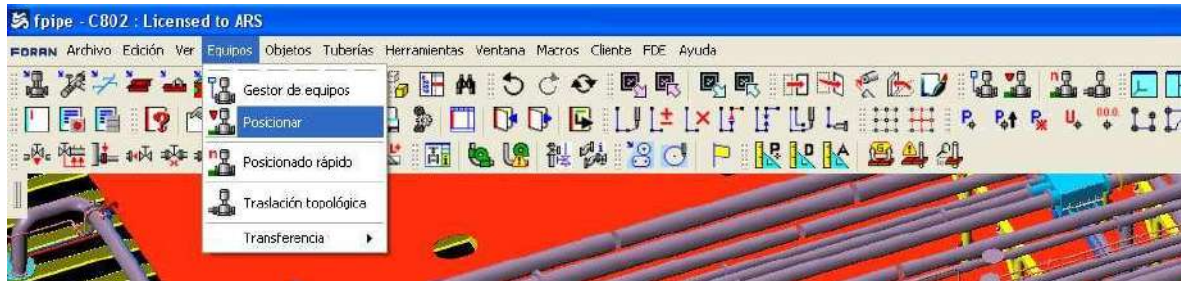 fpipe - C802 : Licensed to ARS
FORAN Archivo Edición Ver Equipos Objetos Tuberías Herramientas Ventana Macros Cliente FDE Ayuda
Gestor de equipos
Posicionar
Posicionado rápido
Traslación topológica
Transferencia